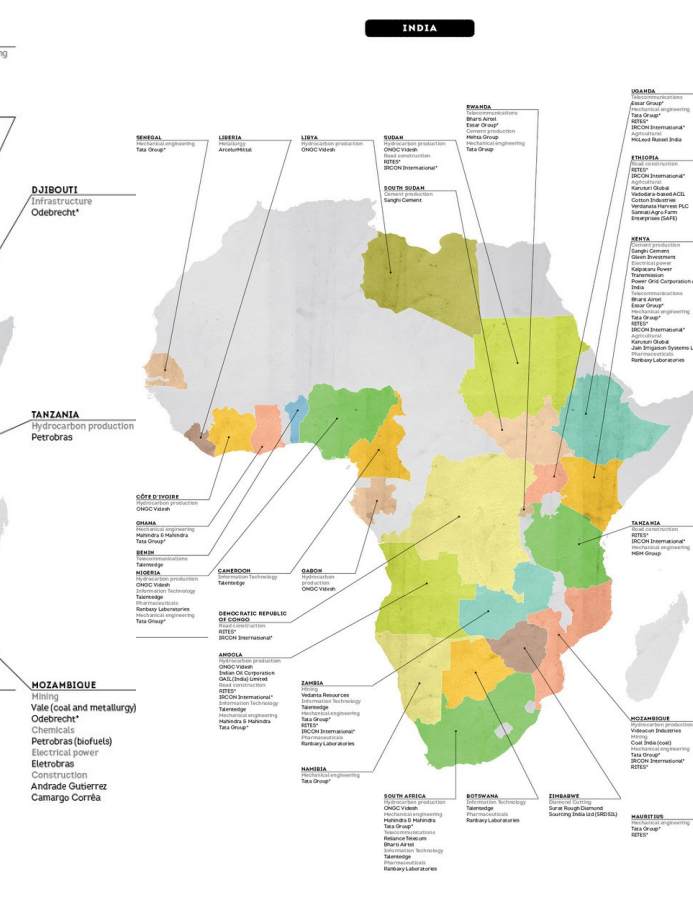 INDIA
ng
DJIBOUTI
Infrastructure
Odebrecht*
TANZANIA
Hydrocarbon production
Petrobras
MOZAMBIQUE
Mining
Vale (coal and metallurgy)
Odebrecht*
Chemicals
Petrobras (biofuels)
Electrical power
Eletrobras
Construction
Andrade Gutierrez
Camargo Corrêa
SENEGAL
Mechanical engineering
Tata Group*
LIBERIA
Metallurgy
ArcelorMittal
LIBYA
Hydrocarbon production
ONGC Videsh
SUDAN
Hydrocarbon production
ONGC Videsh
Road construction
RITES*
IRCON International*
SOUTH SUDAN
Cement production
Sanghi Cement
RWANDA
Telecommunications
Bharti Airtel
Essar Group*
Cement production
Mehta Group
Mechanical engineering
Tata Group
UGANDA
Telecommunications
Essar Group*
Mechanical engineering
Tata Group*
RITES*
IRCON International*
Agricultural
McLeod Russel India
ETHIOPIA
Road construction
RITES*
IRCON International*
Agricultural
Karuturi Global
Vadodara-based ACIL
Cotton Industries
Verdanata Harvest PLC
Sannati Agro Farm
Enterprises (SAFE)
KENYA
Cement production
Sanghi Cement
Investment
Electrical power
Kalpataru Power
Transmission
Power Grid Corporation
India
Telecommunications
Bharti Airtel
Essar Group*
Mechanical engineering
Tata Group*
RITES*
IRCON International*
Agricultural
Karuturi Global
Jain Irrigation Systems L
Pharmaceuticals
Ranbaxy Laboratories
CÔTE D'IVOIRE
Hydrocarbon production
ONGC Videsh
GHANA
Mechanical engineering
Mahindra & Mahindra
Tata Group*
BENIN
Telecommunications
Talentedge
NIGERIA
Hydrocarbon production
ONGC Videsh
Information Technology
Talentedge
Pharmaceuticals
Ranbaxy Laboratories
Mechanical engineering
Tata Group*
CAMEROON
Information Technology
Talentedge
GABON
Hydrocarbon
production
ONGC Videsh
DEMOCRATIC REPUBLIC
OF CONGO
Road construction
RITES*
IRCON International*
ANGOLA
Hydrocarbon production
ONGC Videsh
Indian Oil Corporation
GAIL (India) Limited
Road construction
RITES*
IRCON International*
Information Technology
Talentedge
Mechanical engineering
Mahindra & Mahindra
Tata Group*
ZAMBIA
Mining
Vedanta Resources
Information Technology
Talentedge
Mechanical engineering
Tata Group*
RITES*
IRCON International*
Pharmaceuticals
Ranbaxy Laboratories
NAMIBIA
Mechanical engineering
Tata Group*
SOUTH AFRICA
Hydrocarbon production
ONGC Videsh
Mechanical engineering
Mahindra & Mahindra
Tata Group*
Telecommunications
Reliance Telecom
Bharti Airtel
Information Technology
Talentedge
Pharmaceuticals
Ranbaxy Laboratories
BOTSWANA
Information Technology
Talentedge
Pharmaceuticals
Ranbaxy Laboratories
ZIMBABWE
Diamond Cutting
Surat Rough Diamond
Sourcing India Ltd (SRDSIL)
TANZANIA
Road construction
RITES*
IRCON International*
Mechanical engineering
M&M Group
MOZAMBIQUE
Hydrocarbon production
Videocon Industries
Mining
Coal India (coal)
Mechanical engineering
Tata Group*
IRCON International*
RITES*
MAURITIUS
Mechanical engineering
Tata Group*
RITES*